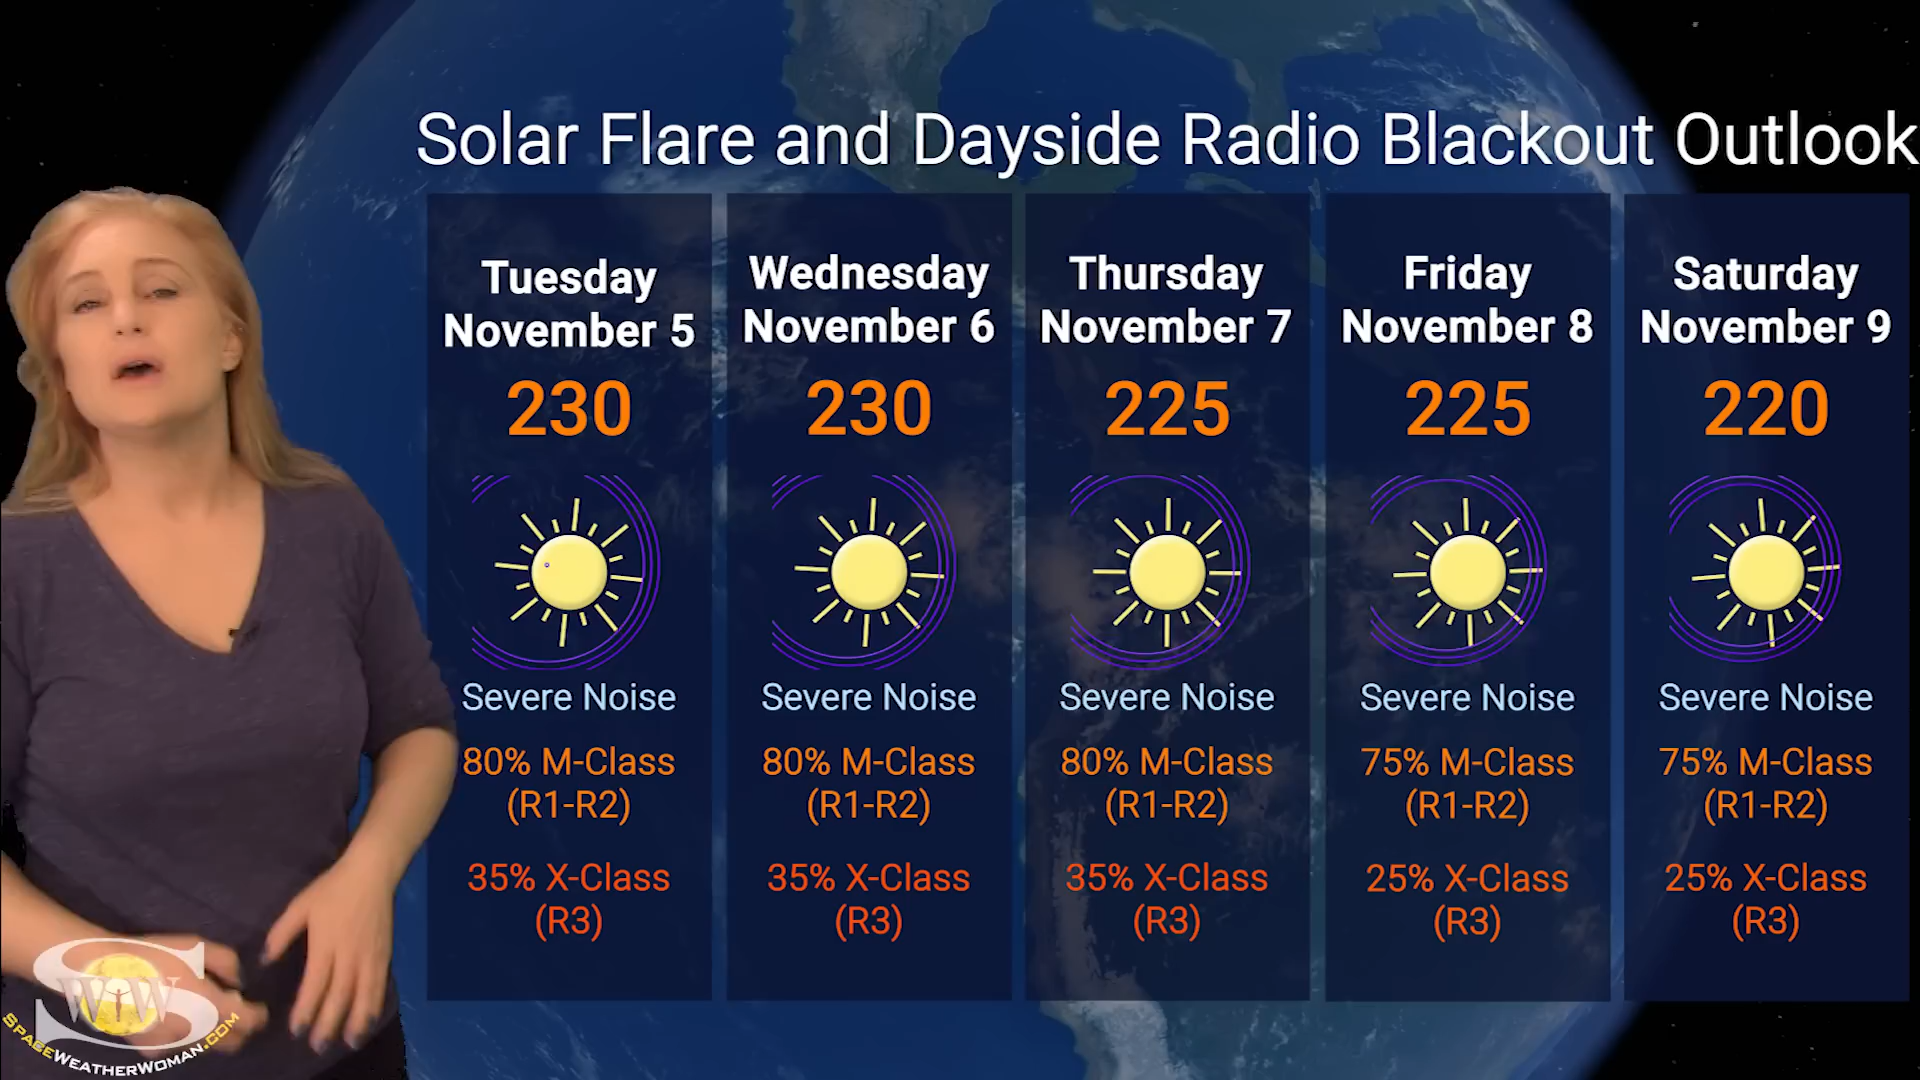 Solar Flare and Dayside Radio Blackout Outlook
Tuesday
November 5
230
Severe Noise
80% M-Class
(R1-R2)
35% X-Class
(R3)
Wednesday
November 6
230
Severe Noise
80% M-Class
(R1-R2)
35% X-Class
(R3)
Thursday
November 7
225
Severe Noise
80% M-Class
(R1-R2)
35% X-Class
(R3)
Friday
November 8
225
Severe Noise
75% M-Class
(R1-R2)
25% X-Class
(R3)
Saturday
November 9
220
Severe Noise
75% M-Class
(R1-R2)
25% X-Class
(R3)
S
WW
SPACEWEATHERWOMAN.COM